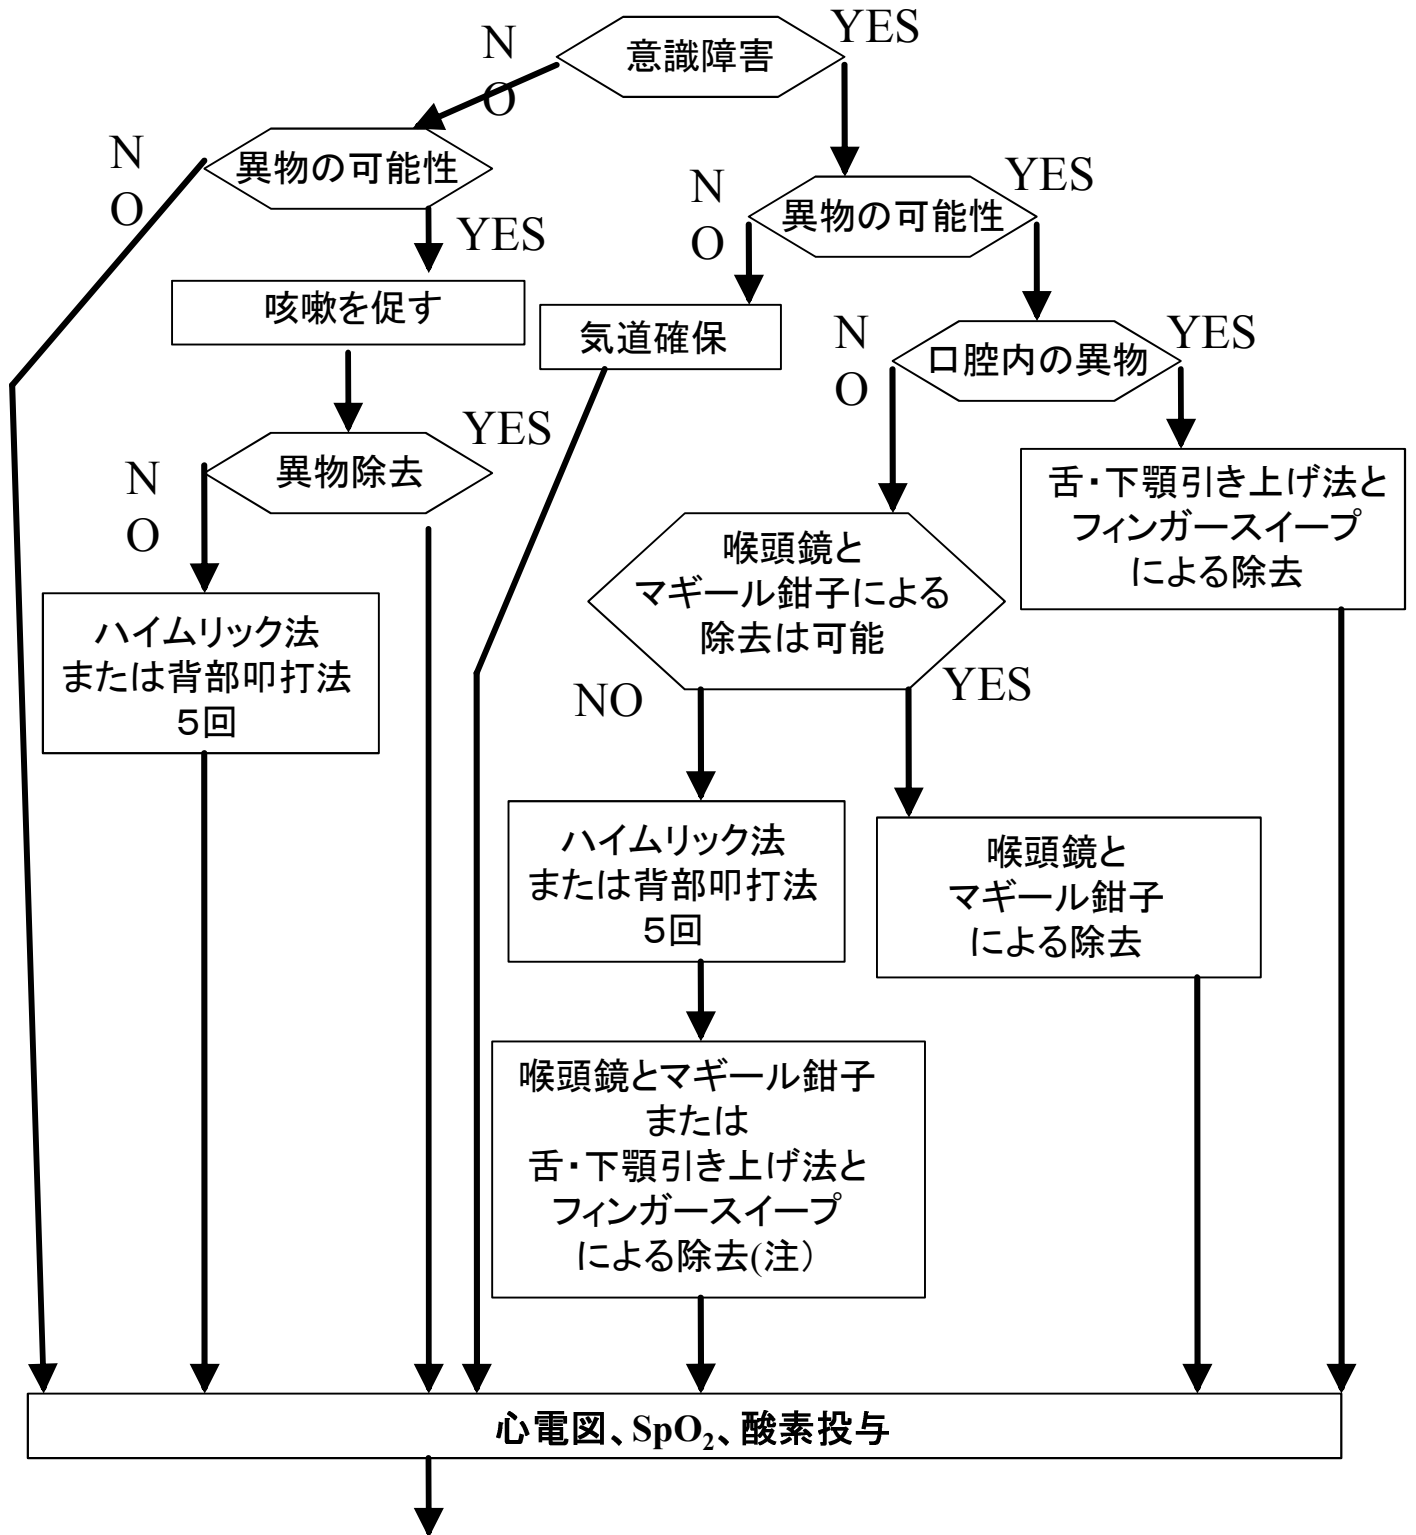 意識障害
YES
N
O
異物の可能性
N
O
YES
異物の可能性
YES
N
O
咳嗽を促す
気道確保
口腔内の異物
YES
N
O
異物除去
YES
N
O
舌・下顎引き上げ法と
フィンガースイープ
による除去
喉頭鏡と
マギール鉗子による
除去は可能
NO
YES
ハイムリック法
または背部叩打法
５回
ハイムリック法
または背部叩打法
５回
喉頭鏡と
マギール鉗子
による除去
喉頭鏡とマギール鉗子
または
舌・下顎引き上げ法と
フィンガースイープ
による除去(注）
心電図、SpO₂、酸素投与